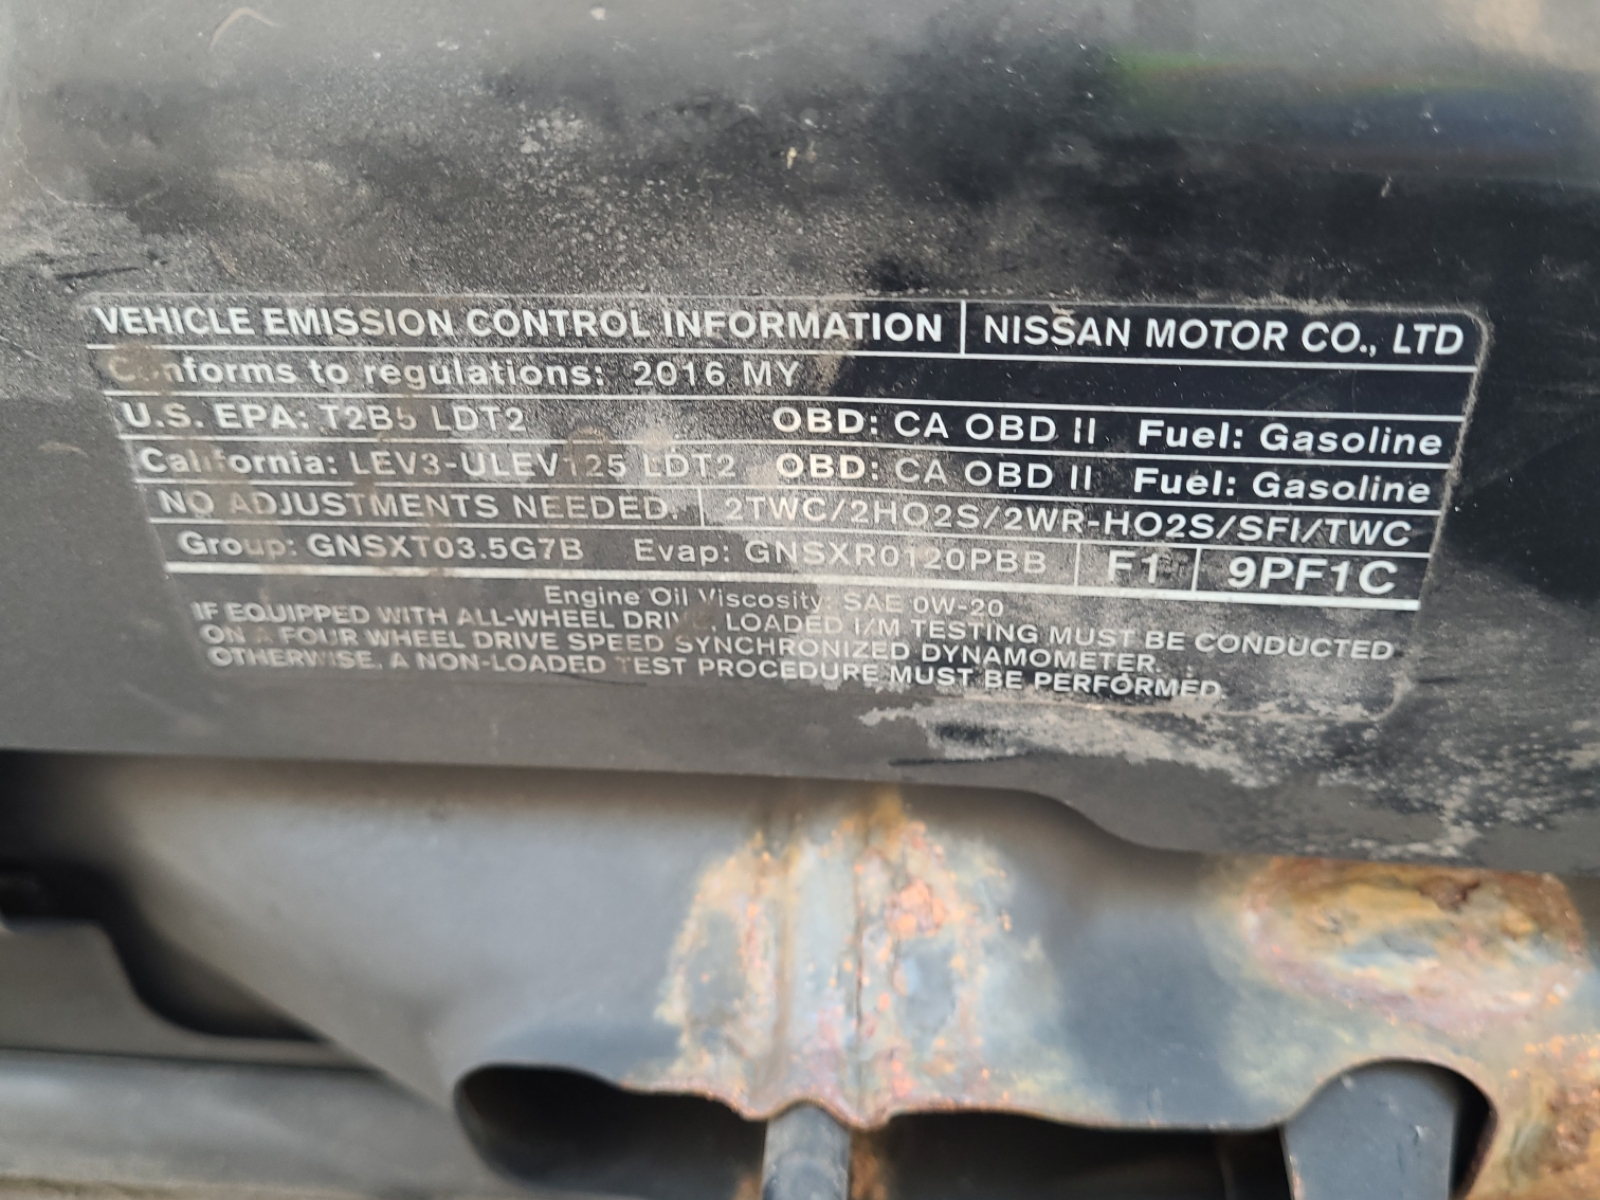 VEHICLE EMISSION CONTROL INFORMATION NISSAN MOTOR CO., LTD
Conforms to regulations: 2016 MY
U.S. EPA: T2B5 LDT2 OBD: CA OBD II Fuel: Gasoline
California: LEV3-ULEV125 LDT2 OBD: CA OBD II Fuel: Gasoline
NO ADJUSTMENTS NEEDED. 2TWC/2HO2S/2WR-HO2S/SFI/TWC
Group: GNSXT03.5G7B Evap: GNSXR0120PBB F1 9PF1C
Engine Oil Viscosity: SAE 0W-20
IF EQUIPPED WITH ALL-WHEEL DRIVE, LOADED I/M TESTING MUST BE CONDUCTED
ON A FOUR WHEEL DRIVE SPEED SYNCHRONIZED DYNAMOMETER.
OTHERWISE, A NON-LOADED TEST PROCEDURE MUST BE PERFORMED.